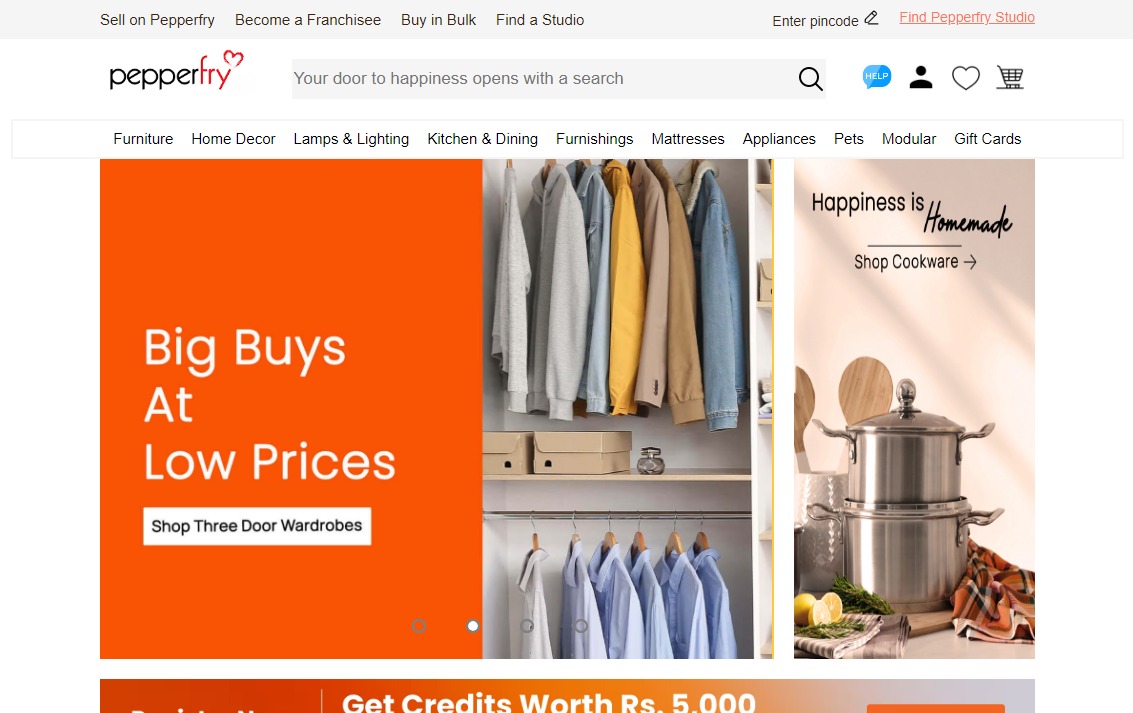 Sell on Pepperfry Become a Franchisee Buy in Bulk Find a Studio Enter pincode Find Pepperfry Studio
pepperfry
Your door to happiness opens with a search
HELP
Furniture Home Decor Lamps & Lighting Kitchen & Dining Furnishings Mattresses Appliances Pets Modular Gift Cards
Big Buys
At
Low Prices
Shop Three Door Wardrobes
Happiness is
Homemade
Shop Cookware
Get Credits Worth Rs. 5,000